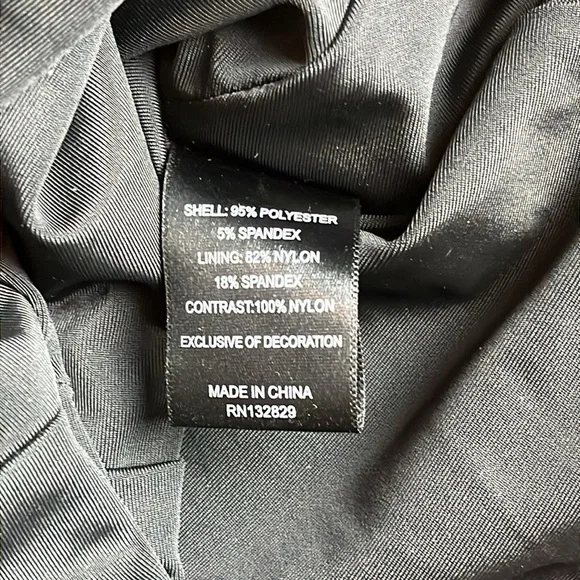 SHELL: 95% POLYESTER
5% SPANDEX
LINING: 82% NYLON
18% SPANDEX
CONTRAST:100% NYLON
EXCLUSIVE OF DECORATION
MADE IN CHINA
RN132829